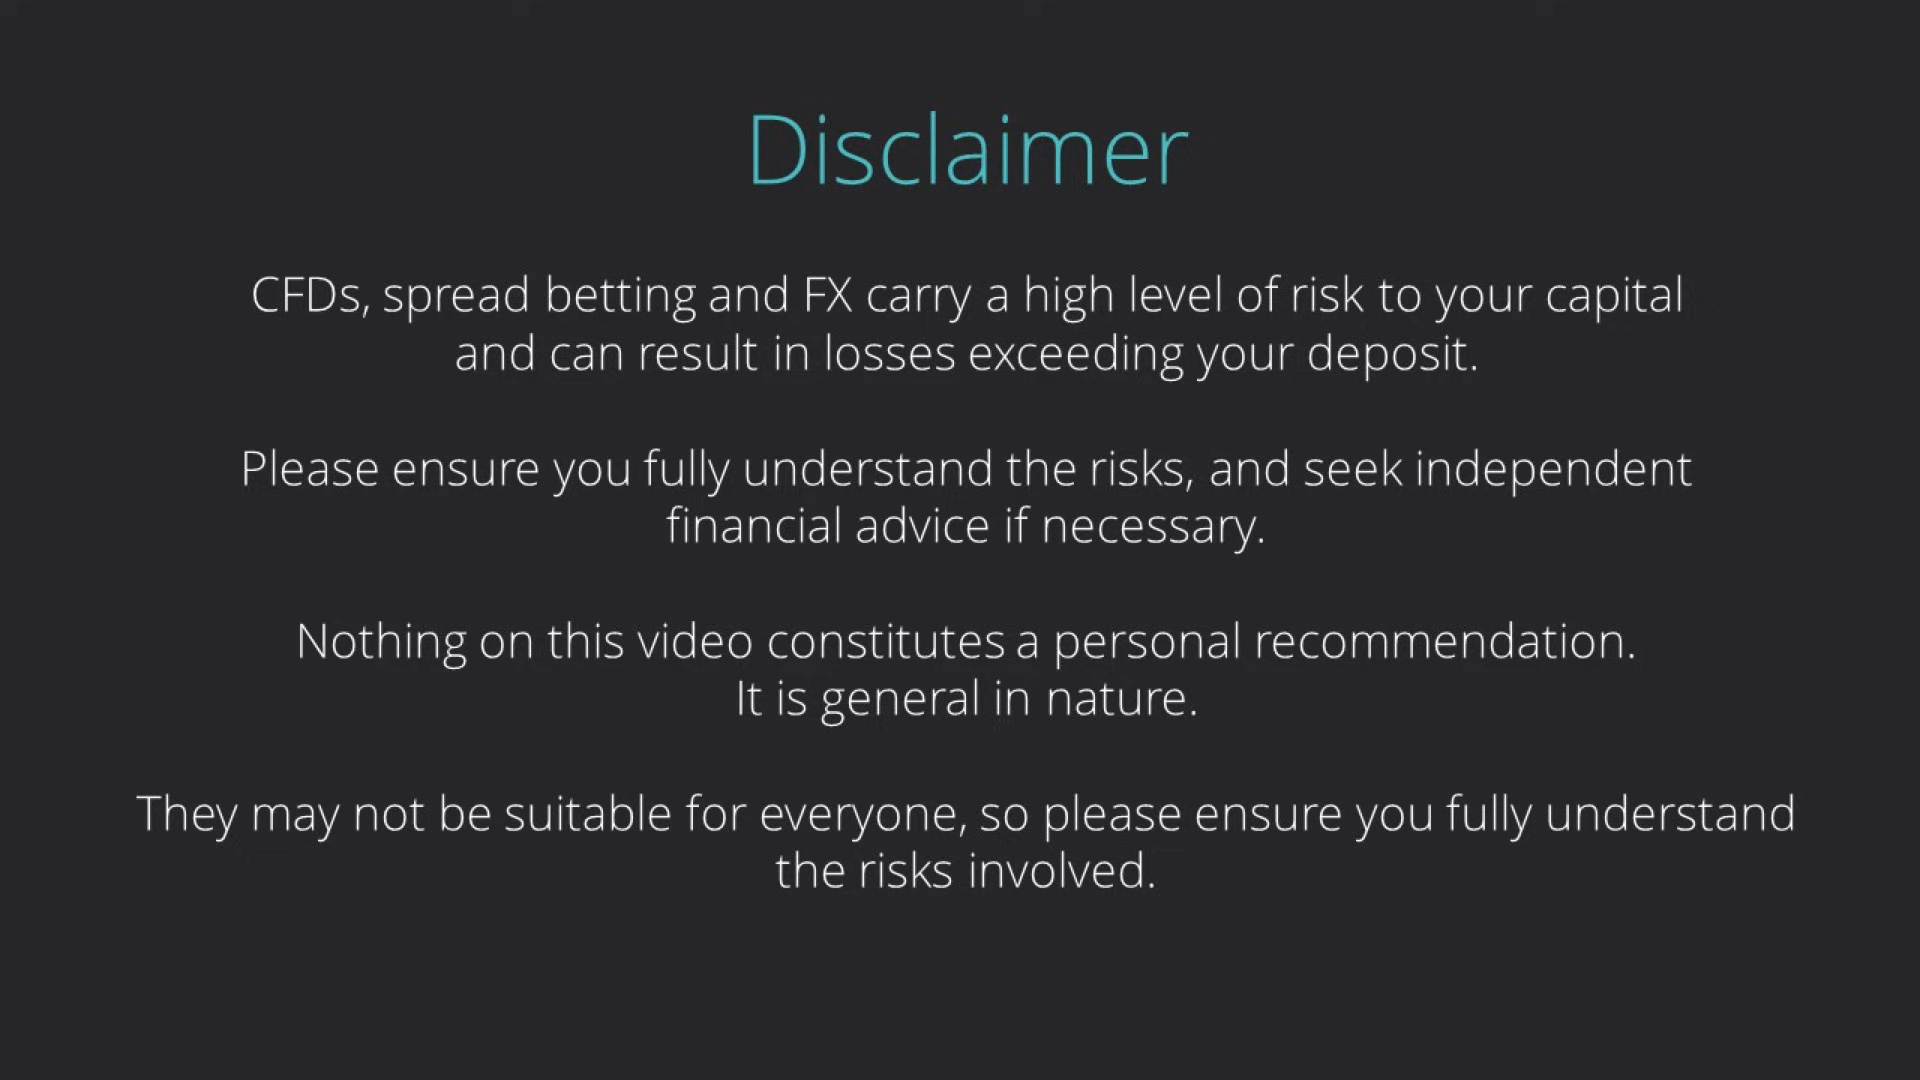 Disclaimer
CFDs, spread betting and FX carry a high level of risk to your capital
and can result in losses exceeding your deposit.
Please ensure you fully understand the risks, and seek independent
financial advice if necessary.
Nothing on this video constitutes a personal recommendation.
It is general in nature.
They may not be suitable for everyone, so please ensure you fully understand
the risks involved.